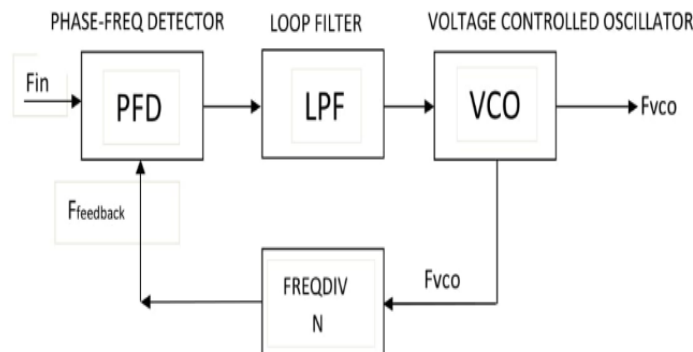 PHASE-FREQ DETECTOR
LOOP FILTER
VOLTAGE CONTROLLED OSCILLATOR
Fin
PFD
LPF
VCO
Fvco
Ffeedback
FREQDIV
N
Fvco